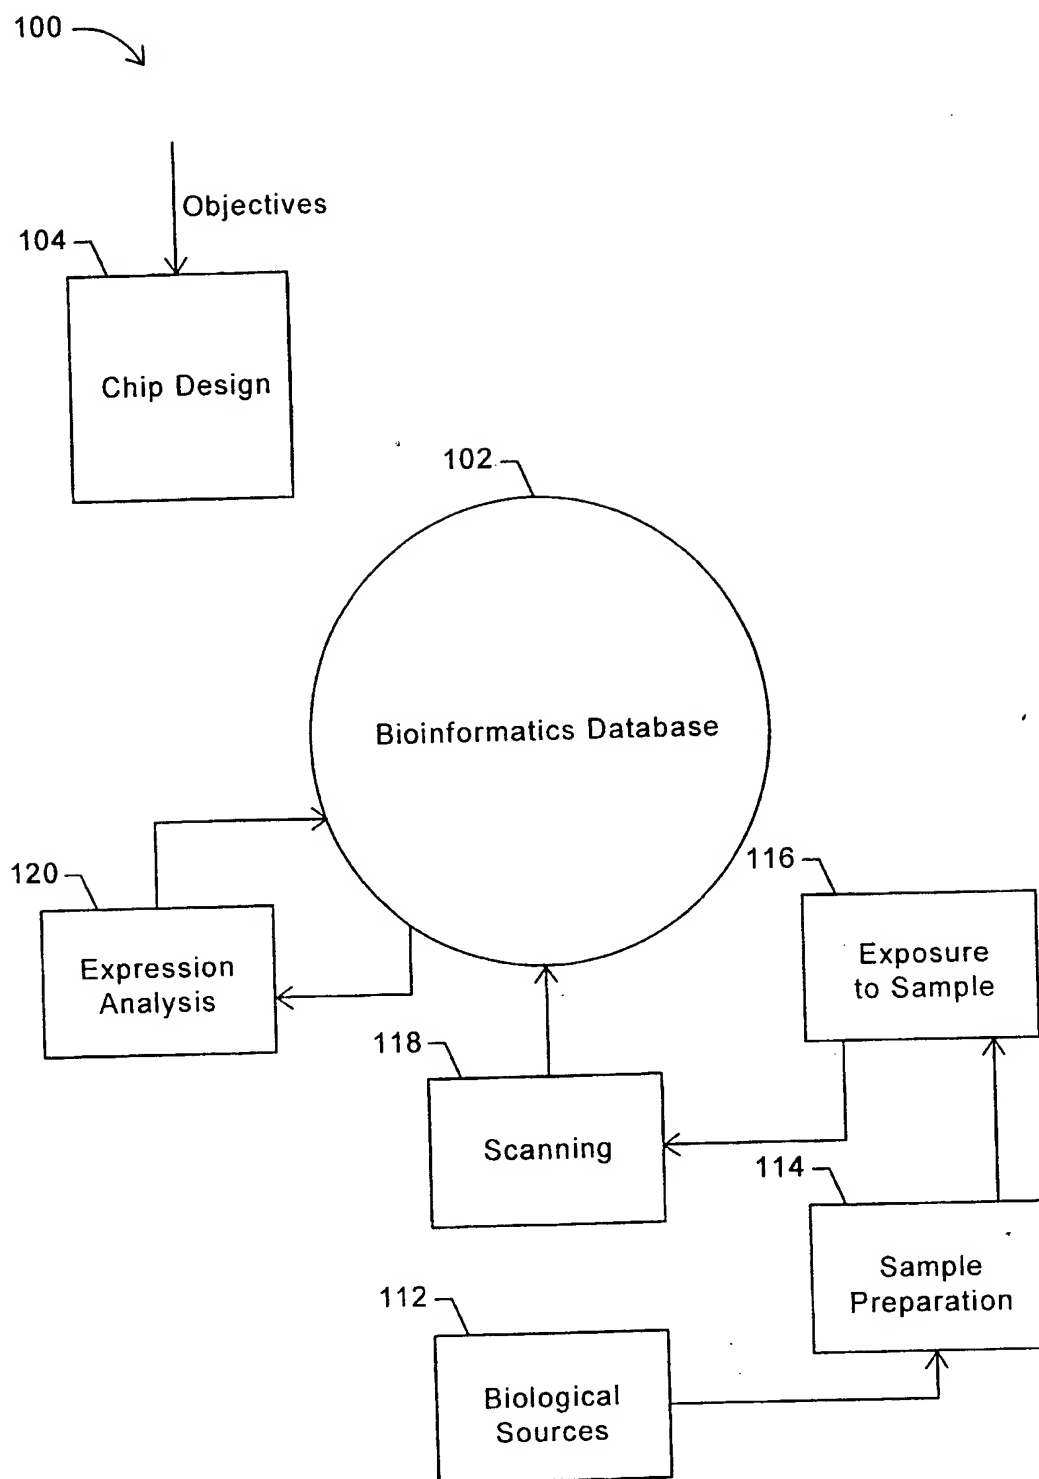 100
Objectives
104
Chip Design
102
Bioinformatics Database
116
120
Exposure
to Sample
Expression
Analysis
118
Scanning
114
Sample
Preparation
112
Biological
Sources